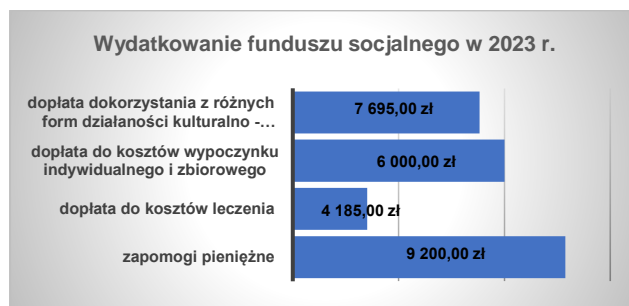 Wydatkowanie funduszu socjalnego w 2023 r.
dopłata dokorzystania z różnych
form działaności kulturalno -…
7 695,00 zł
dopłata do kosztów wypoczynku
indywidualnego i zbiorowego
6 000,00 zł
dopłata do kosztów leczenia
4 185,00 zł
zapomogi pieniężne
9 200,00 zł